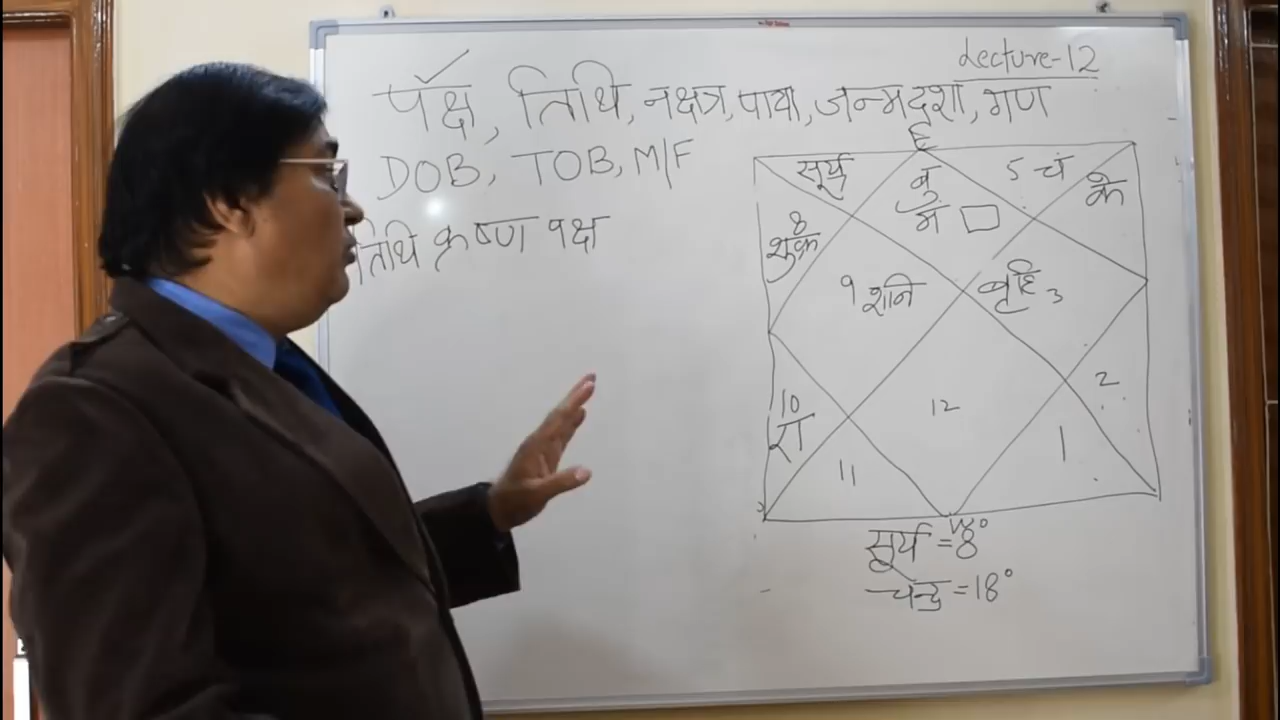 Lecture-12
पक्ष, तिथि, नक्षत्र, पाया, जन्मदशा, गण
DOB, TOB, M/F
तिथि कृष्ण पक्ष
E
सूर्य
बु
मं
5 चं
के
8
शुक्र
9 शनि
बृहि 3
10
रा
12
2
11
1
W
सूर्य = 8°
चन्द्र = 18°